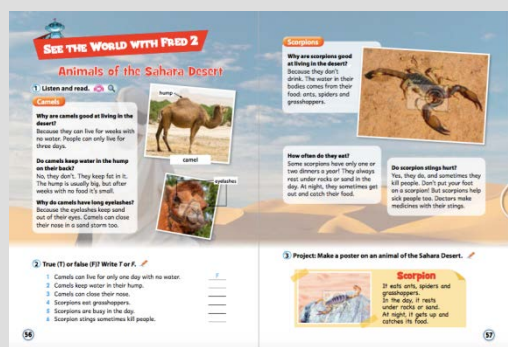 SEE THE WORLD WITH FRED 2
Animals of the Sahara Desert
1 Listen and read.
Camels
Why are camels good at living in the
desert?
Because they can live for weeks with
no water. People can only live for
three days.
Do camels keep water in the hump
on their back?
No, they don't. They keep fat in it.
The hump is usually big, but after
weeks with no food it's small.
Why do camels have long eyelashes?
Because the eyelashes keep sand
out of their eyes. Camels can close
their nose in a sand storm too.
hump
camel
eyelashes
2 True (T) or false (F)? Write T or F.
1 Camels can live for only one day with no water. F
2 Camels keep water in their hump.
3 Camels can close their nose.
4 Scorpions eat grasshoppers.
5 Scorpions are busy in the day.
6 Scorpion stings sometimes kill people.
56
Scorpions
Why are scorpions good
at living in the desert?
Because they don't
drink. The water in their
bodies comes from their
food: ants, spiders and
grasshoppers.
How often do they eat?
Some scorpions have only one or
two dinners a year! They always
rest under rocks or sand in the
day. At night, they sometimes get
out and catch their food.
Do scorpion stings hurt?
Yes, they do, and sometimes they
kill people. Don't put your foot
on a scorpion! But scorpions help
sick people too. Doctors make
medicines with their stings.
3 Project: Make a poster on an animal of the Sahara Desert.
Scorpion
It eats ants, spiders and
grasshoppers.
In the day, it rests
under rocks or sand.
At night, it gets up and
catches its food.
57